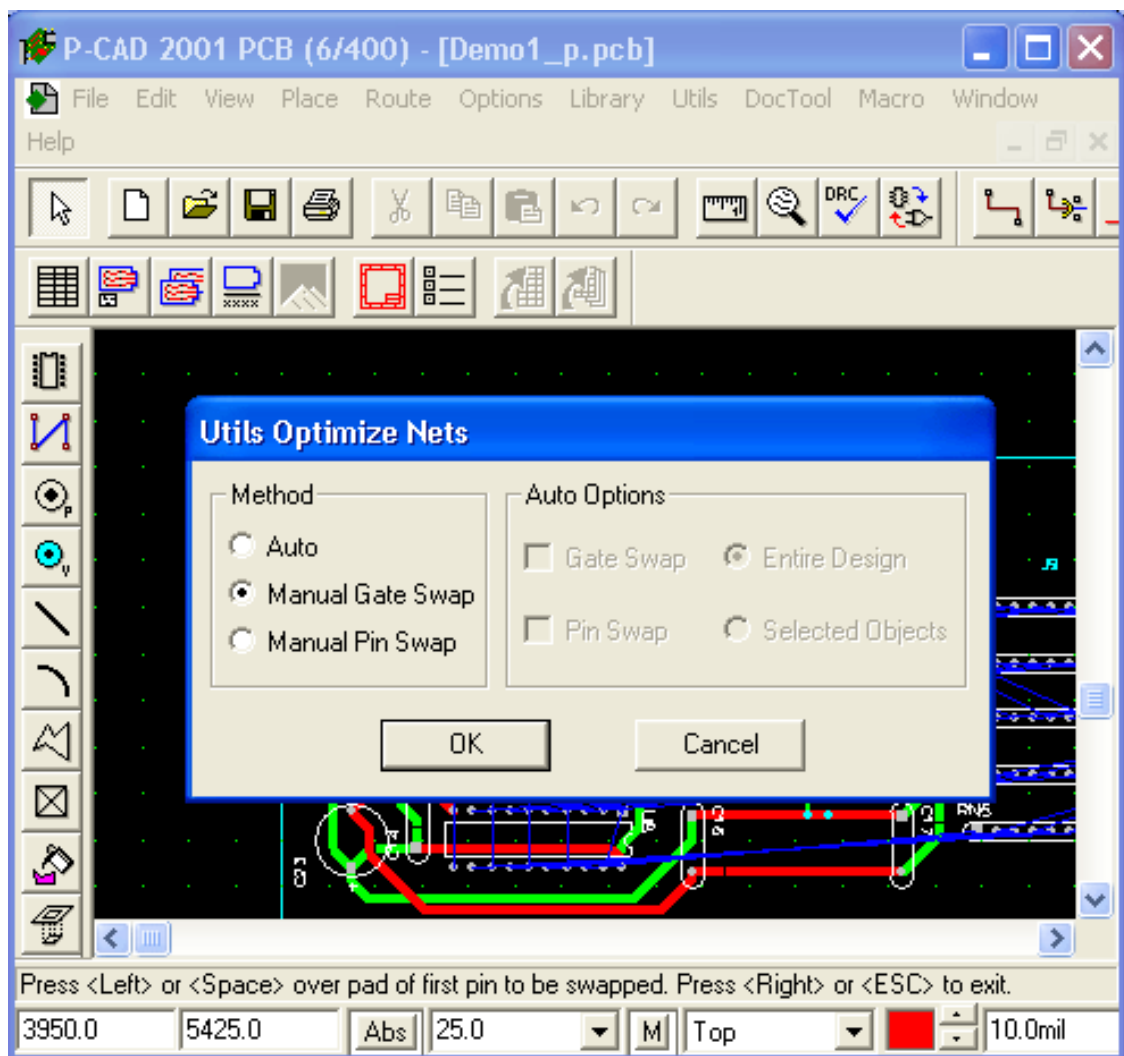 P-CAD 2001 PCB (6/400) - [Demo1_p.pcb]
File Edit View Place Route Options Library Utils DocTool Macro Window
Help
DRC
xxxx
Utils Optimize Nets
Method
Auto Options
Auto
Gate Swap
Entire Design
Manual Gate Swap
Manual Pin Swap
Pin Swap
Selected Objects
OK
Cancel
P
V
RN5
Press <Left> or <Space> over pad of first pin to be swapped. Press <Right> or <ESC> to exit.
3950.0 5425.0 Abs 25.0 M Top 10.0mil